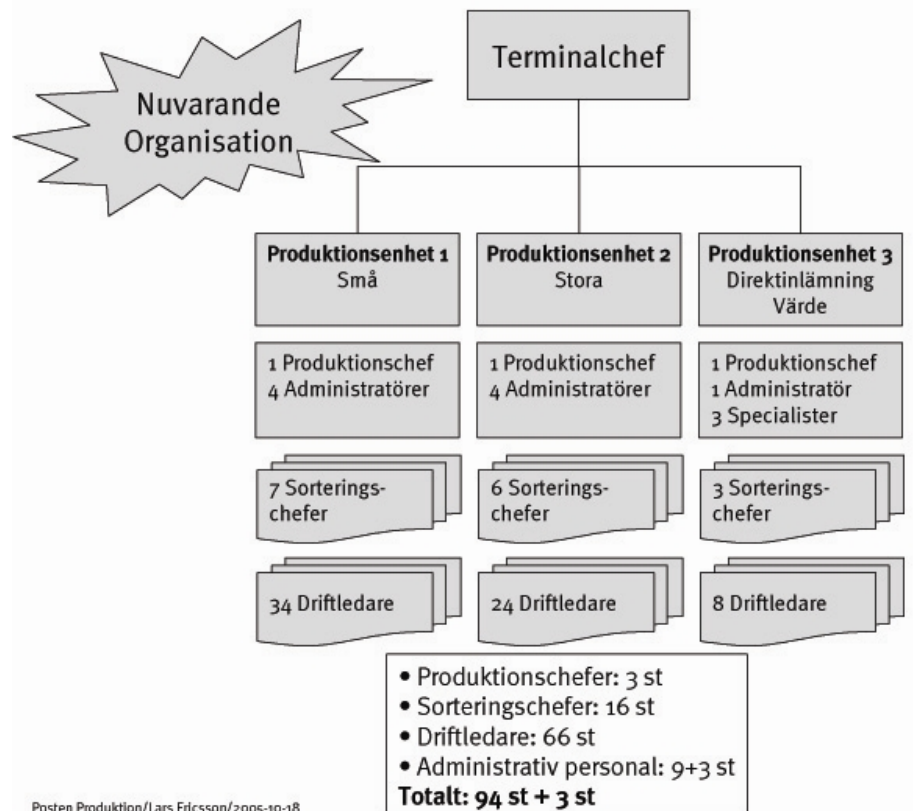 Nuvarande
Organisation
Terminalchef
Produktionsenhet 1
Små
Produktionsenhet 2
Stora
Produktionsenhet 3
Direktinlämning
Värde
1 Produktionschef
4 Administratörer
1 Produktionschef
4 Administratörer
1 Produktionschef
1 Administratör
3 Specialister
7 Sorterings-
chefer
6 Sorterings-
chefer
3 Sorterings-
chefer
34 Driftledare
24 Driftledare
8 Driftledare
• Produktionschefer: 3 st
• Sorteringschefer: 16 st
• Driftledare: 66 st
• Administrativ personal: 9+3 st
Totalt: 94 st + 3 st
Posten Produktion/Lars Ericsson/2005-10-18